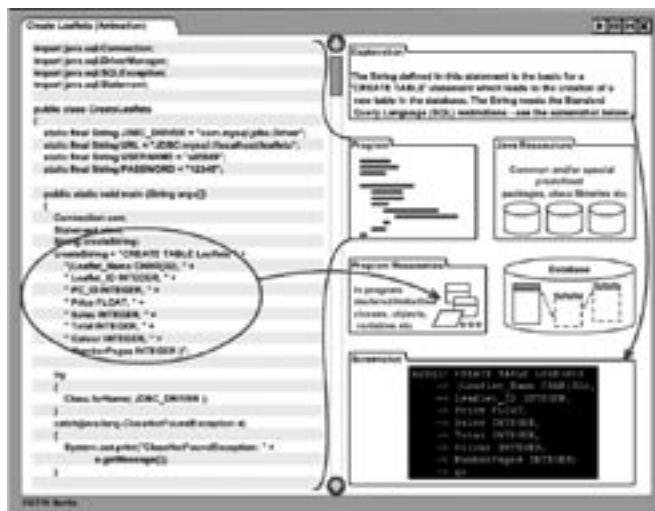 Create Leaflets (Animation)
import java.sql.Connection;
import java.sql.DriverManager;
import java.sql.SQLException;
import java.sql.Statement;
public class CreateLeaflets
{
static final String JDBC_DRIVER = "com.mysql.jdbc.Driver";
static final String URL = "JDBC:mysql://localhost/leaflets";
static final String USERNAME =
static final String PASSWORD = "12345";
public static void main (String args[])
{
Connection con;
Statement
String createString;
createString = "CREATE TABLE Leaflets
"(Leaflet_Name CHAR(32), " +
" Leaflet_ID INTEGER, " +
" PC_ID INTEGER, " +
" Price FLOAT, " +
" Sales INTEGER, " +
" Total INTEGER, " +
" Colour INTEGER, " +
" NumberPages INTEGER )";
try
{
Class.forName( JDBC_DRIVER )
}
catch(java.lang.ClassNotFoundException e)
{
System.out.print("ClassNotFoundException: " +
e.getMessage());
}
Berlin
Explanation
The String defined in this statement is the basis for a
"CREATE TABLE" statement which leads to the creation of a
new table in the database. The String meets the Standard
Query Language (SQL) restrictions - see the screenshot below
Program
Java Resources
Common and/or special
predefined
packages, class libraries etc.
Program Resources
In program
declared/initialized
classes, objects,
variables etc.
Database
Screenshot
CREATE TABLE Leaflets
-> (Leaflet_Name CHAR(32),
-> Leaflet_ID INTEGER,
-> Price FLOAT,
-> Sales INTEGER,
-> Total INTEGER,
-> Colour INTEGER,
-> NumberPages INTEGER);